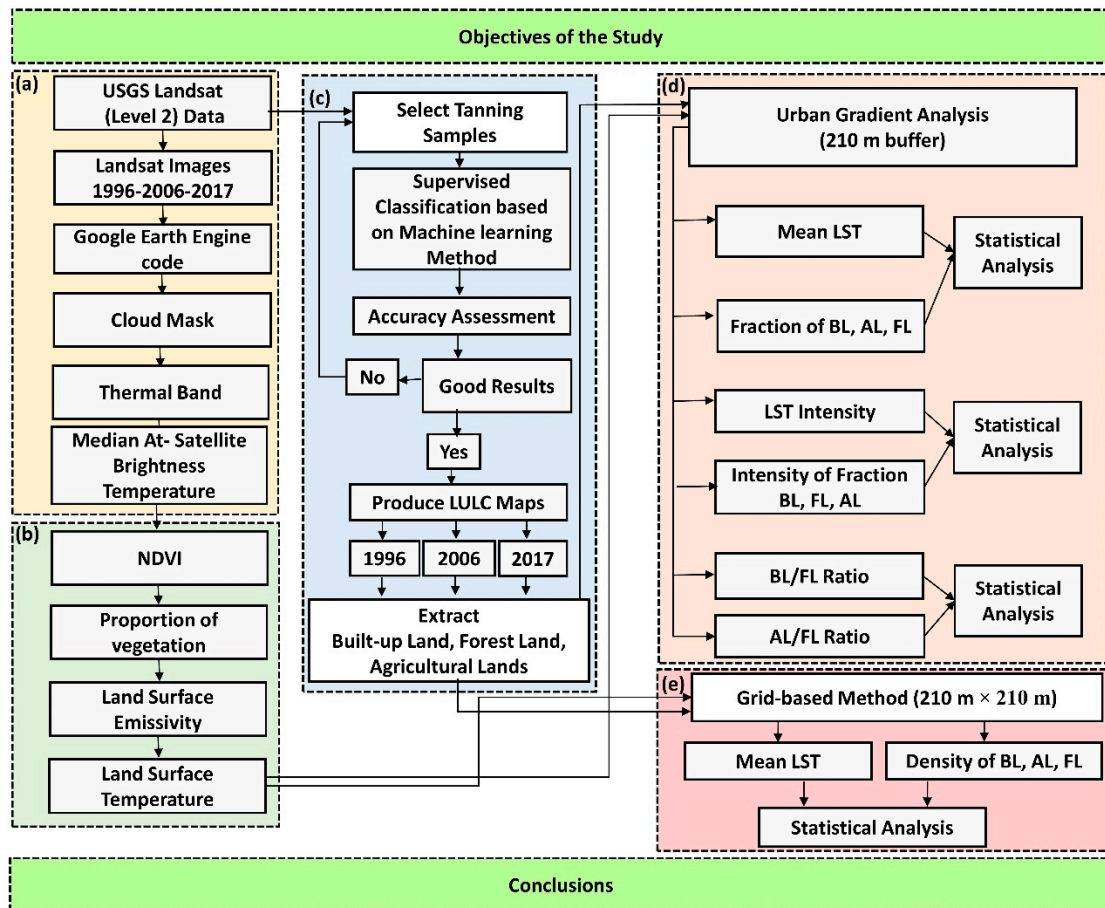 Objectives of the Study
(a)
USGS Landsat
(Level 2) Data
Landsat Images
1996-2006-2017
Google Earth Engine
code
Cloud Mask
Thermal Band
Median At- Satellite
Brightness
Temperature
(b)
NDVI
Proportion of
vegetation
Land Surface
Emissivity
Land Surface
Temperature
(c)
Select Tanning
Samples
Supervised
Classification based
on Machine learning
Method
Accuracy Assessment
No
Good Results
Yes
Produce LULC Maps
1996
2006
2017
Extract
Built-up Land, Forest Land,
Agricultural Lands
(d)
Urban Gradient Analysis
(210 m buffer)
Mean LST
Fraction of BL, AL, FL
Statistical
Analysis
LST Intensity
Intensity of Fraction
BL, FL, AL
Statistical
Analysis
BL/FL Ratio
AL/FL Ratio
Statistical
Analysis
(e)
Grid-based Method (210 m × 210 m)
Mean LST
Density of BL, AL, FL
Statistical Analysis
Conclusions